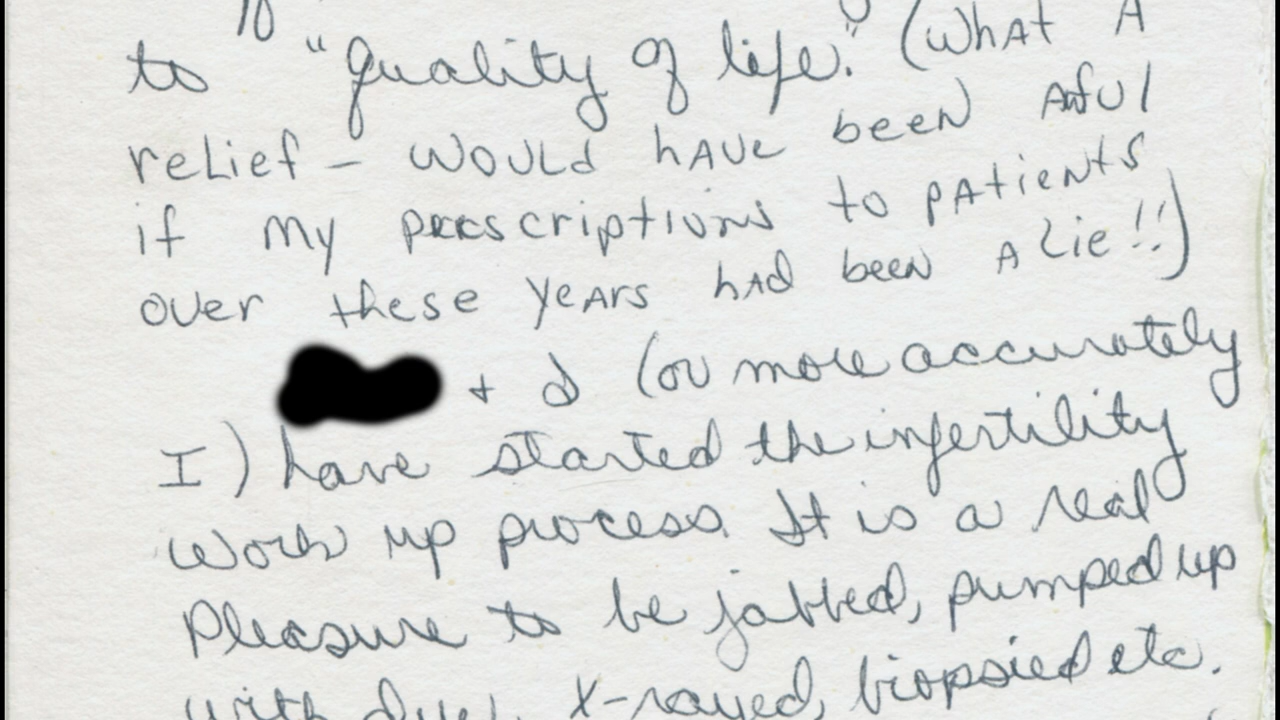 to "quality of life." (What A
relief – would have been Awful
if my prescriptions to patients
over these years had been A Lie!!)
+ I (or more accurately
I) have started the infertility
work up process. It is a real
pleasure to be jabbed, pumped up
with dye, X-rayed, biopsied etc.